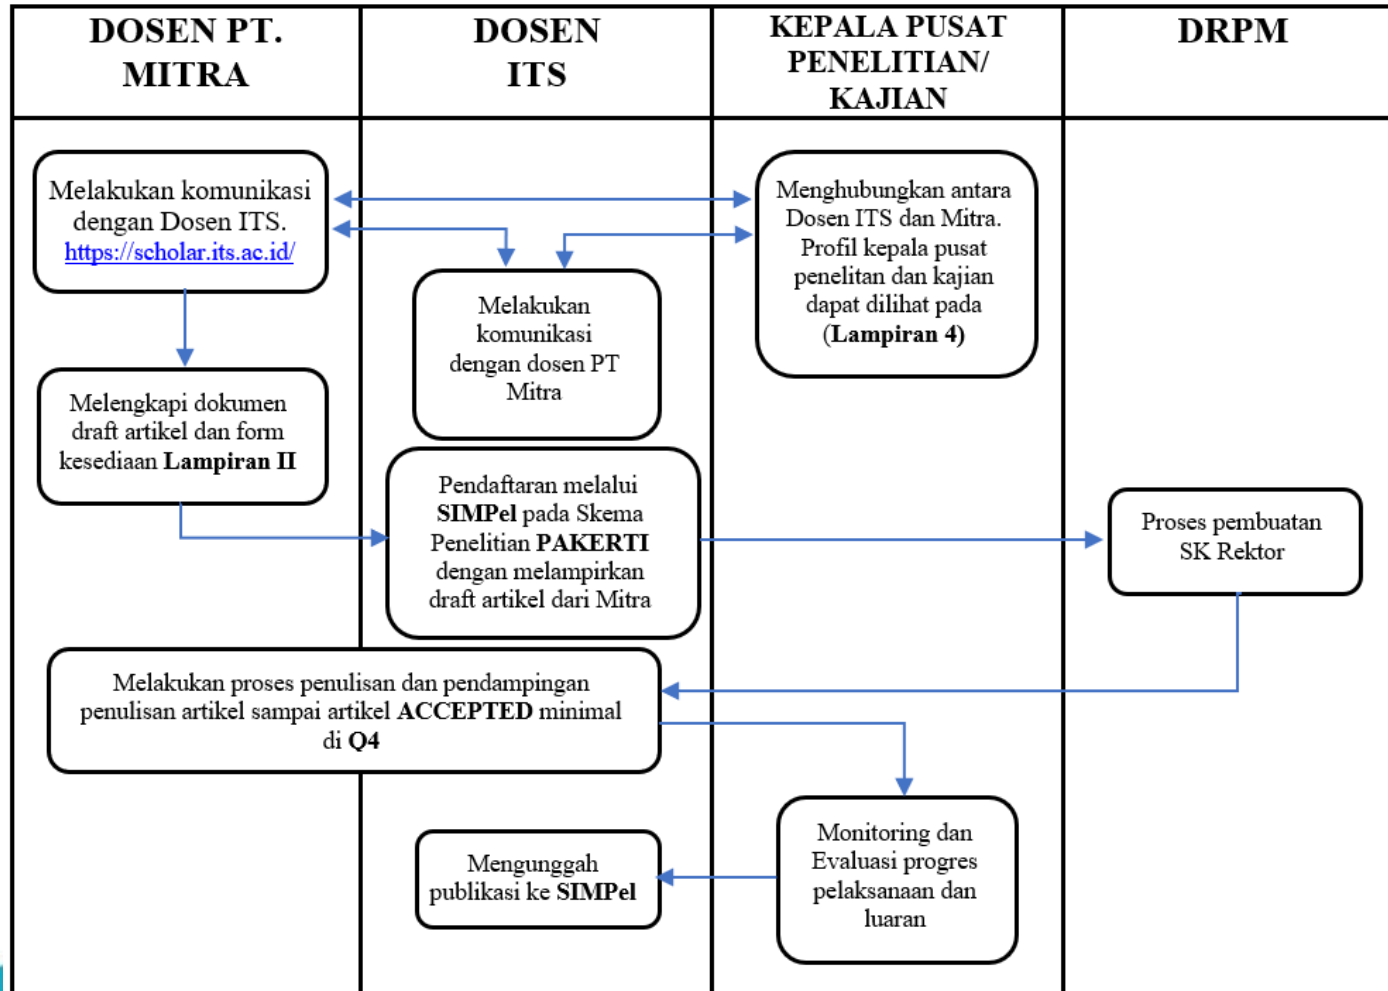 DOSEN PT.
MITRA
DOSEN
ITS
KEPALA PUSAT
PENELITIAN/
KAJIAN
DRPM
Melakukan komunikasi
dengan Dosen ITS.
https://scholar.its.ac.id/
Menghubungkan antara
Dosen ITS dan Mitra.
Profil kepala pusat
penelitan dan kajian
dapat dilihat pada
(Lampiran 4)
Melakukan
komunikasi
dengan dosen PT
Mitra
Melengkapi dokumen
draft artikel dan form
kesediaan Lampiran II
Pendaftaran melalui
SIMPel pada Skema
Penelitian PAKERTI
dengan melampirkan
draft artikel dari Mitra
Proses pembuatan
SK Rektor
Melakukan proses penulisan dan pendampingan
penulisan artikel sampai artikel ACCEPTED minimal
di Q4
Monitoring dan
Evaluasi progres
pelaksanaan dan
luaran
Mengunggah
publikasi ke SIMPel